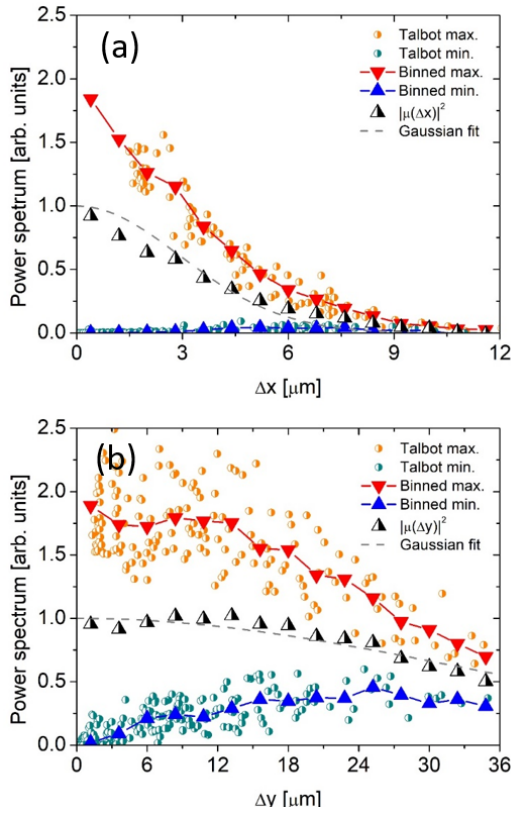 (a)
Talbot max.
Talbot min.
Binned max.
Binned min.
|μ(Δx)|²
Gaussian fit
Power spetrum [arb. units]
2.5
2.0
1.5
1.0
0.5
0.0
0 3 6 9 12
Δx [μm]
(b)
Talbot max.
Talbot min.
Binned max.
Binned min.
|μ(Δy)|²
Gaussian fit
Power spectrum [arb. units]
2.5
2.0
1.5
1.0
0.5
0.0
0 6 12 18 24 30 36
Δy [μm]